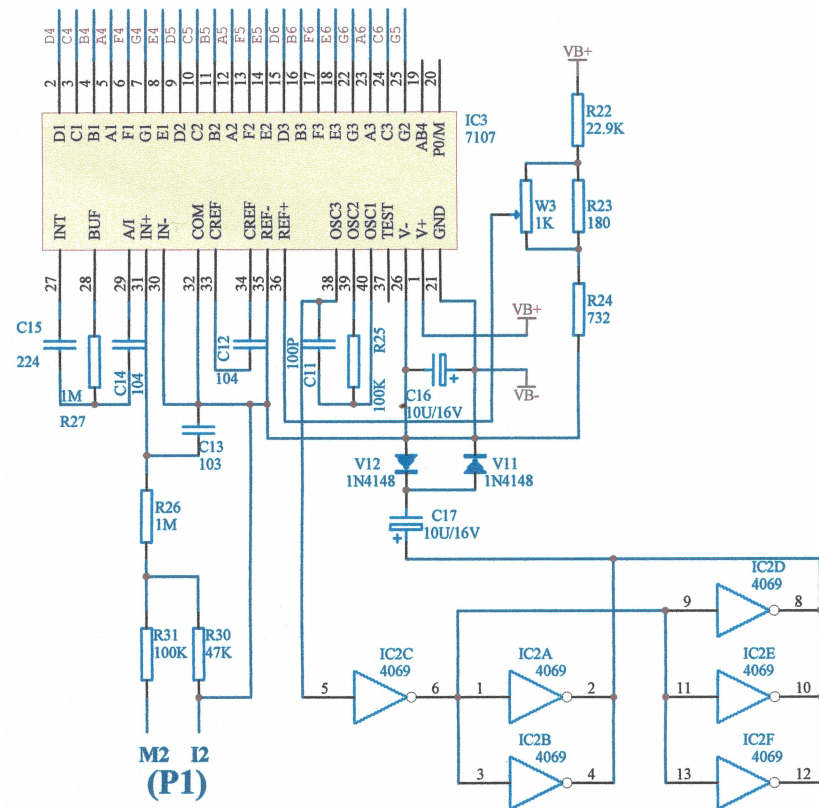 D4 C4 B4 A4 F4 G4 E4 D5 C5 B5 A5 F5 E5 D6 B6 F6 E6 G6 A6 C6 G5
2 3 4 5 6 7 8 9 10 11 12 13 14 15 16 17 18 22 23 24 25 19 20
D1 C1 B1 A1 F1 G1 E1 D2 C2 B2 A2 F2 E2 D3 B3 F3 E3 G3 A3 C3 G2 AB4 P0/M
IC3
7107
INT BUF A/I IN+ IN- COM CREF CREF REF- REF+ OSC3 OSC2 OSC1 TEST V- V+ GND
27 28 29 31 30 32 33 34 35 36 38 39 40 37 26 1 21
VB+
R22
22.9K
W3
1K
R23
180
R24
732
VB+
VB-
C15
224
1M
R27
C14
104
C12
104
C13
103
100P
C11
R25
100K
C16
+
10U/16V
V12
1N4148
V11
1N4148
C17
10U/16V
+
R26
1M
R31
100K
R30
47K
M2 I2
(P1)
IC2C
4069
5 6
IC2A
4069
1 2
IC2B
4069
3 4
IC2D
4069
9 8
IC2E
4069
11 10
IC2F
4069
13 12